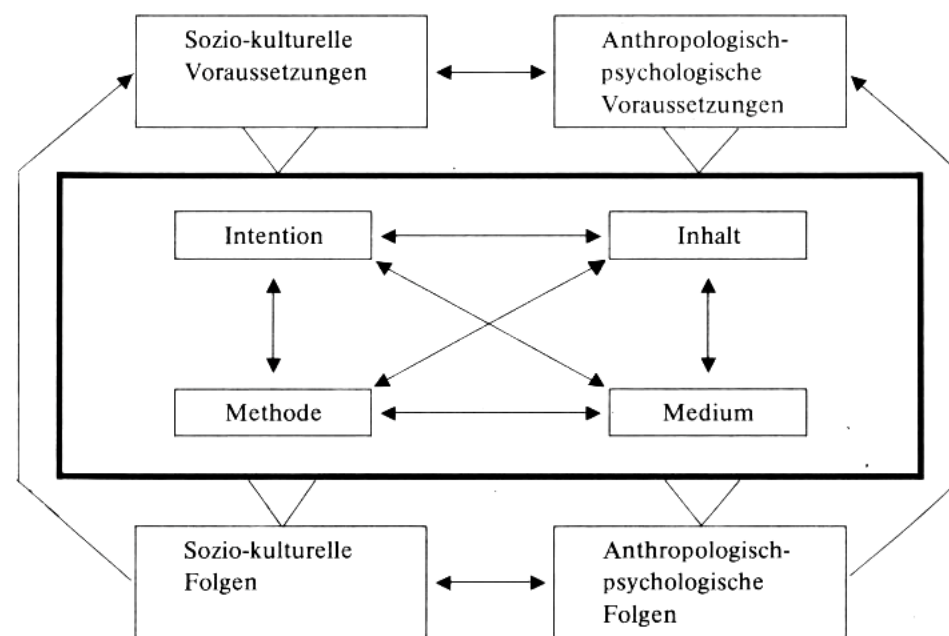 Sozio-kulturelle
Voraussetzungen
Anthropologisch-
psychologische
Voraussetzungen
Intention
Inhalt
Methode
Medium
Sozio-kulturelle
Folgen
Anthropologisch-
psychologische
Folgen